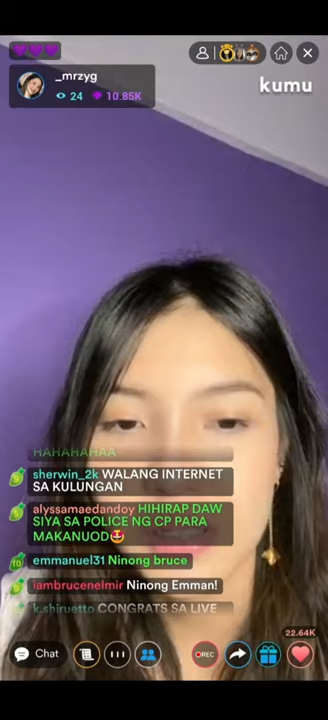 _mrzyg
24 10.85K
kumu
HAHAHAHAA
sherwin_2k WALANG INTERNET
SA KULUNGAN
alyssamaedandoy HIHIRAP DAW
SIYA SA POLICE NG CP PARA
MAKANUOD🤩
emmanuel31 Ninong bruce
10
iambrucenelmir Ninong Emman!
k.shiruetto CONGRATS SA LIVE
22.64K
Chat
REC